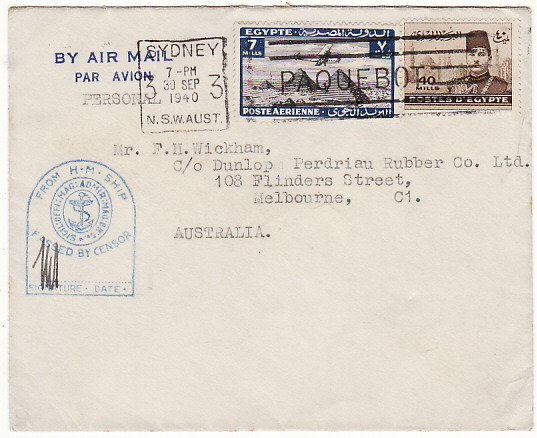 BY AIR MAIL
PAR AVION
PERSONAL
SYDNEY
7-PM
30 SEP
3 1940 3
N.S.W.AUST.
EGYPTE
7
MILLS
POSTE AERIENNE
PAQUEBOT
40
MILLS
POSTES D'EGYPTE
Mr. F.H.Wickham,
C/o Dunlopm Perdriau Rubber Co. Ltd.
108 Flinders Street,
Melbourne, C1.
AUSTRALIA.
FROM H·M·SHIP
PASSED BY CENSOR
SIGNATURE · DATE ·